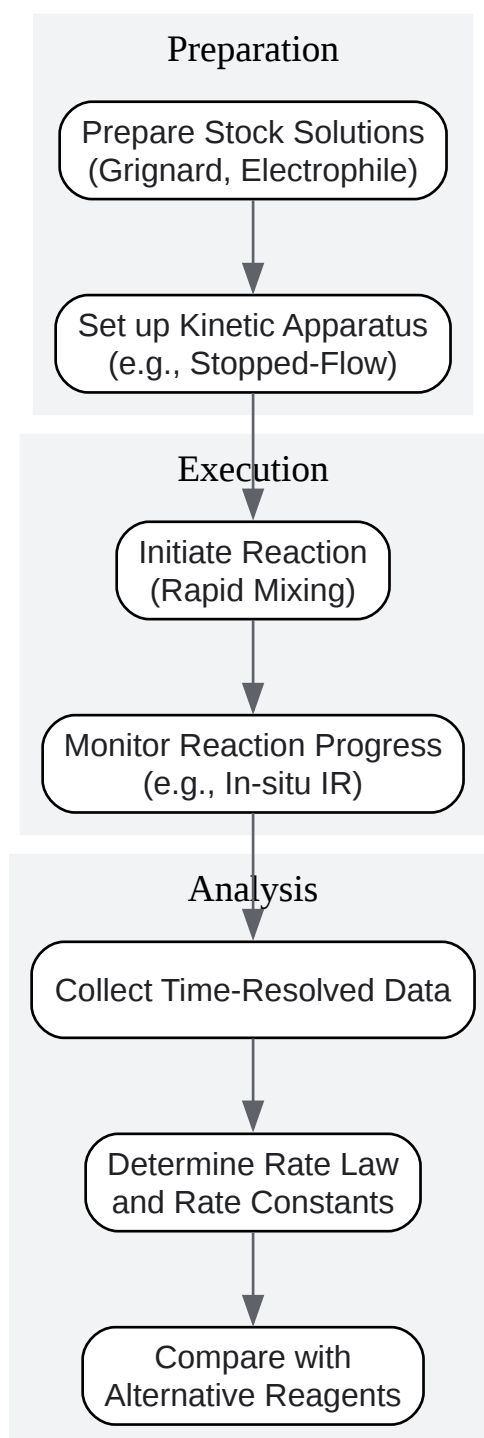 Preparation
Prepare Stock Solutions
(Grignard, Electrophile)
Set up Kinetic Apparatus
(e.g., Stopped-Flow)
Execution
Initiate Reaction
(Rapid Mixing)
Monitor Reaction Progress
(e.g., In-situ IR)
Analysis
Collect Time-Resolved Data
Determine Rate Law
and Rate Constants
Compare with
Alternative Reagents